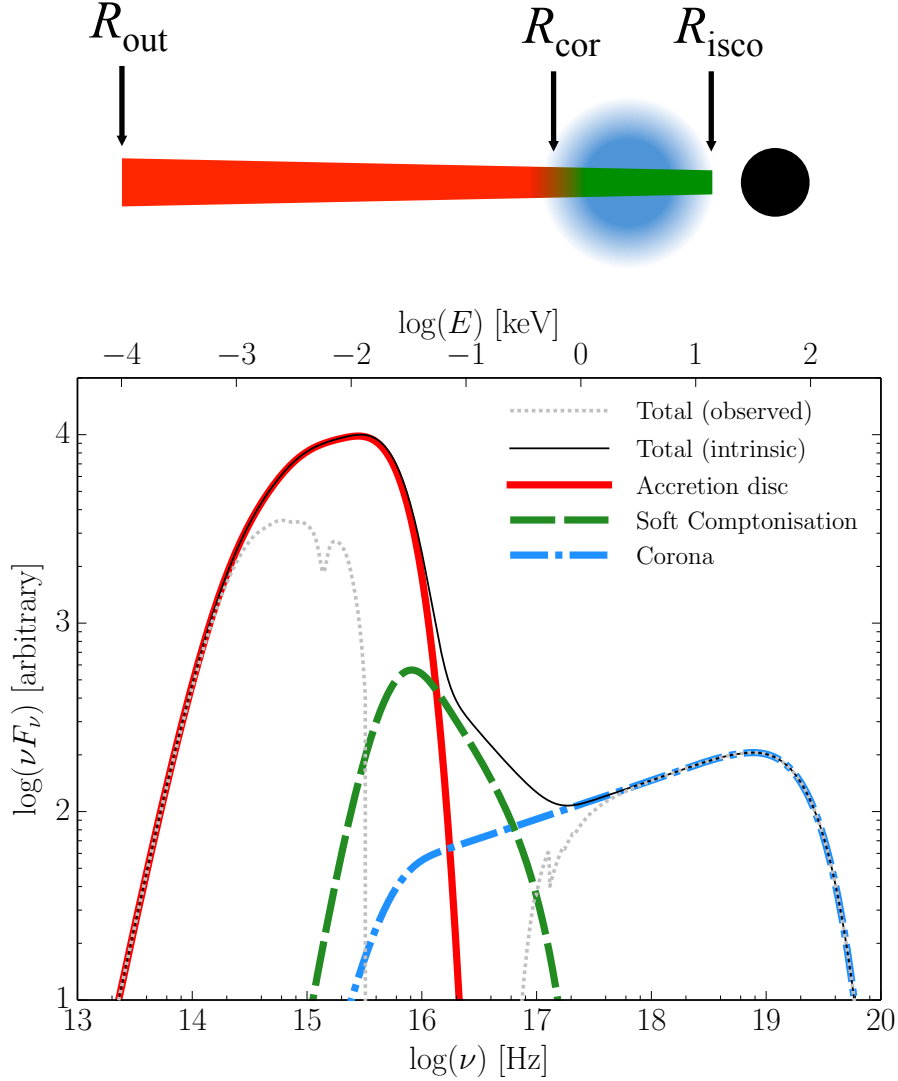 R_out R_cor R_isco
log(E) [keV]
−4 −3 −2 −1 0 1 2
Total (observed)
Total (intrinsic)
Accretion disc
Soft Comptonisation
Corona
log(νF_ν) [arbitrary]
4
3
2
1
13 14 15 16 17 18 19 20
log(ν) [Hz]